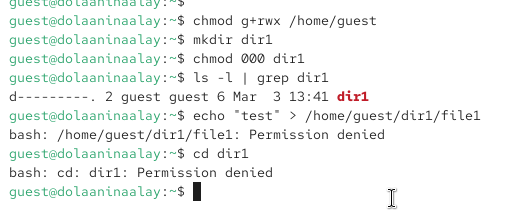 guest@dolaaninaalay:~$
guest@dolaaninaalay:~$ chmod g+rwx /home/guest
guest@dolaaninaalay:~$ mkdir dir1
guest@dolaaninaalay:~$ chmod 000 dir1
guest@dolaaninaalay:~$ ls -l | grep dir1
d---------. 2 guest guest 6 Mar  3 13:41 dir1
guest@dolaaninaalay:~$ echo "test" > /home/guest/dir1/file1
bash: /home/guest/dir1/file1: Permission denied
guest@dolaaninaalay:~$ cd dir1
bash: cd: dir1: Permission denied
guest@dolaaninaalay:~$